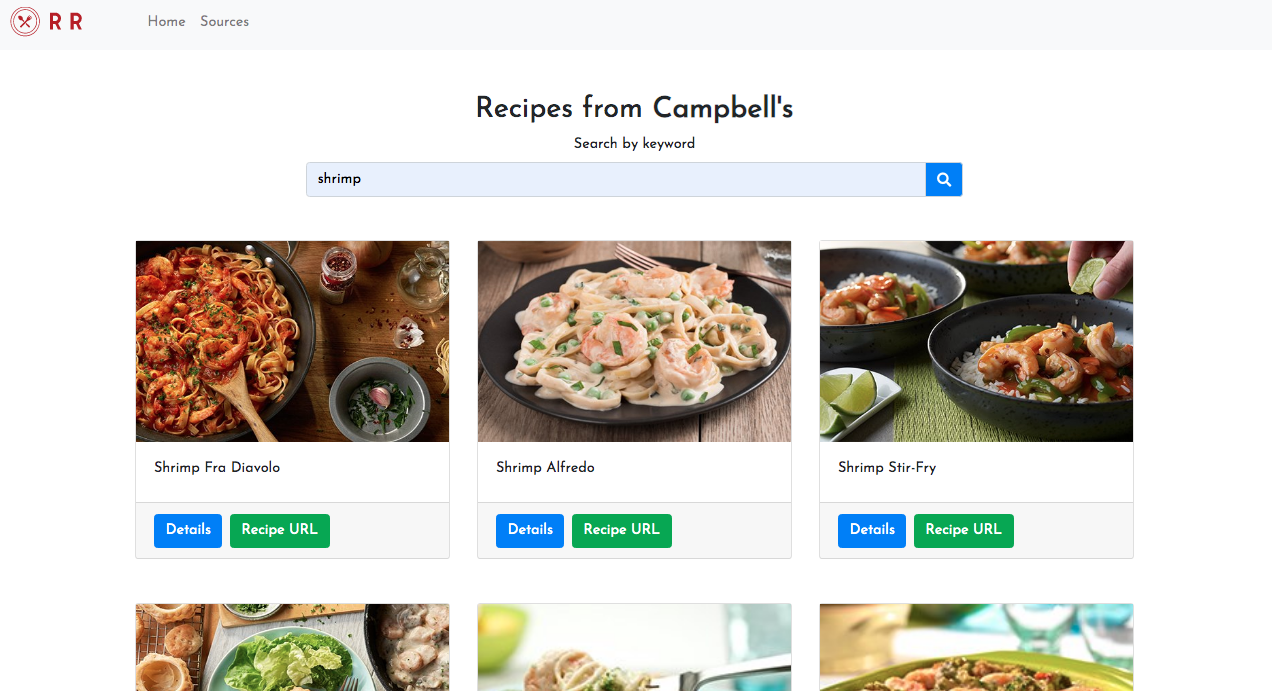 R R
Home
Sources
Recipes from Campbell's
Search by keyword
shrimp
Shrimp Fra Diavolo
Shrimp Alfredo
Shrimp Stir-Fry
Details
Recipe URL
Details
Recipe URL
Details
Recipe URL